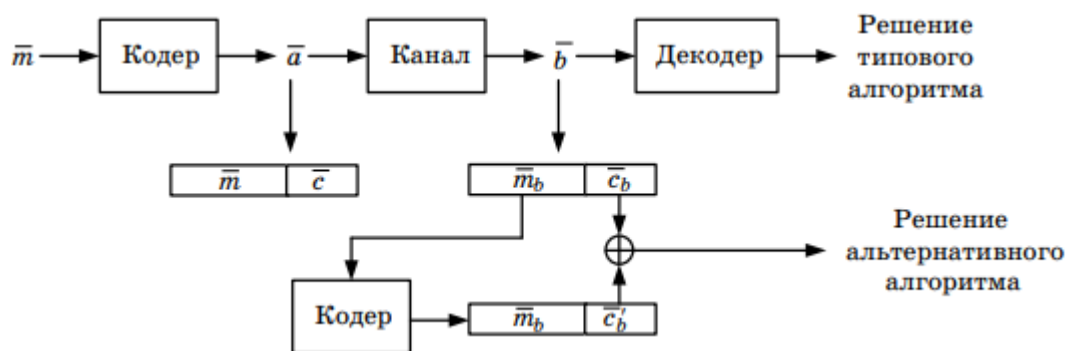 m̅
Кодер
a̅
Канал
b̅
Декодер
Решение
типового
алгоритма
m̅
c̅
m̅_b
c̅_b
Решение
альтернативного
алгоритма
Кодер
m̅_b
c̅′_b